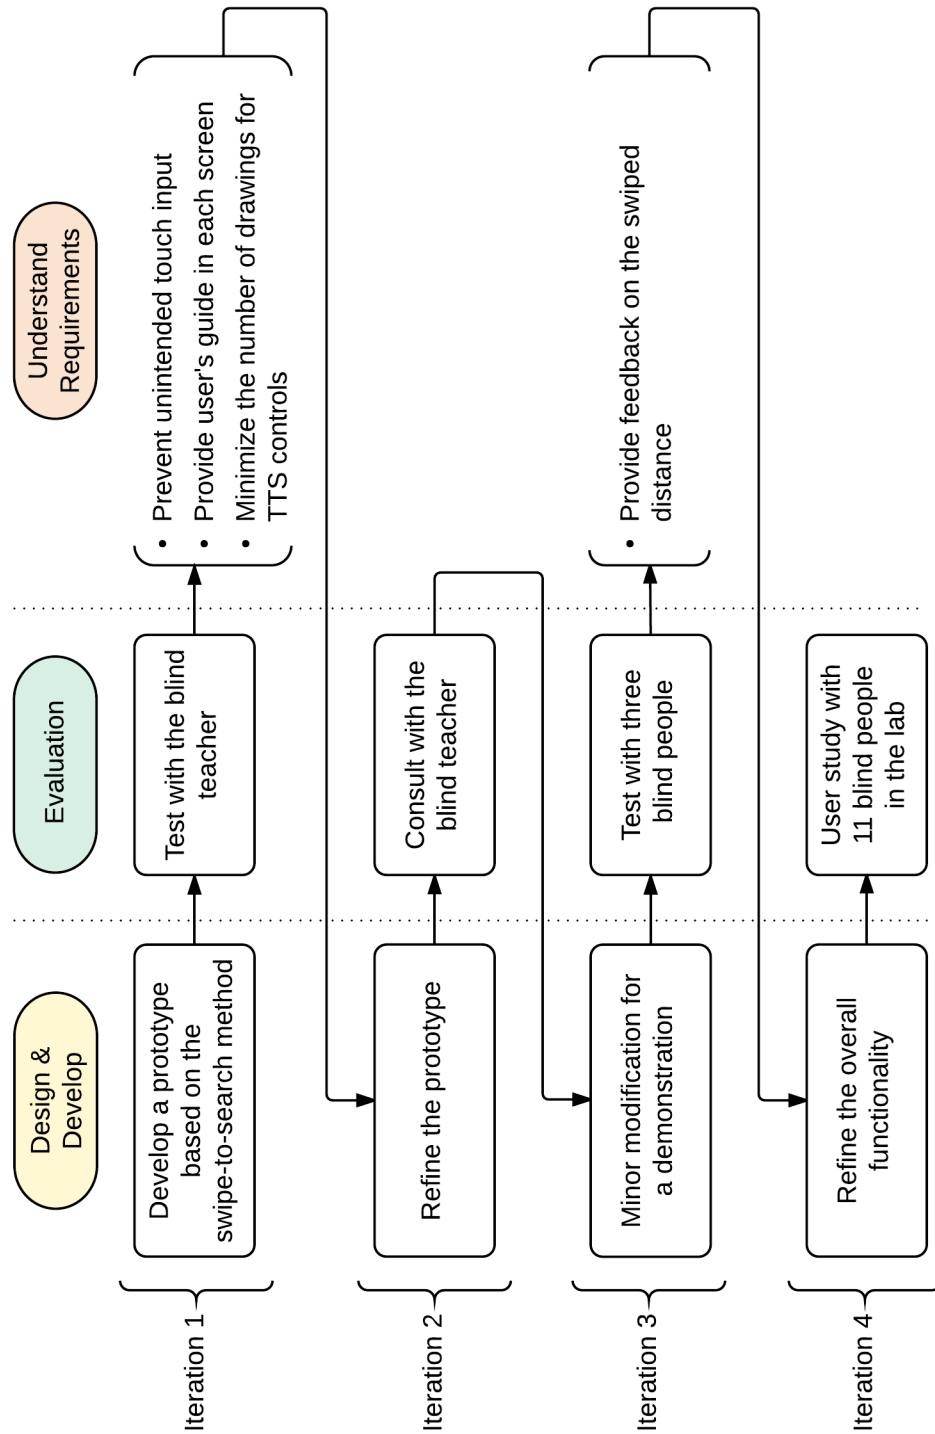 Design &
Develop
Evaluation
Understand
Requirements
Iteration 1
Develop a prototype
based on the
swipe-to-search method
Test with the blind
teacher
• Prevent unintended touch input
• Provide user's guide in each screen
• Minimize the number of drawings for
TTS controls
Iteration 2
Refine the prototype
Consult with the
blind teacher
Iteration 3
Minor modification for
a demonstration
Test with three
blind people
• Provide feedback on the swiped
distance
Iteration 4
Refine the overall
functionality
User study with
11 blind people
in the lab